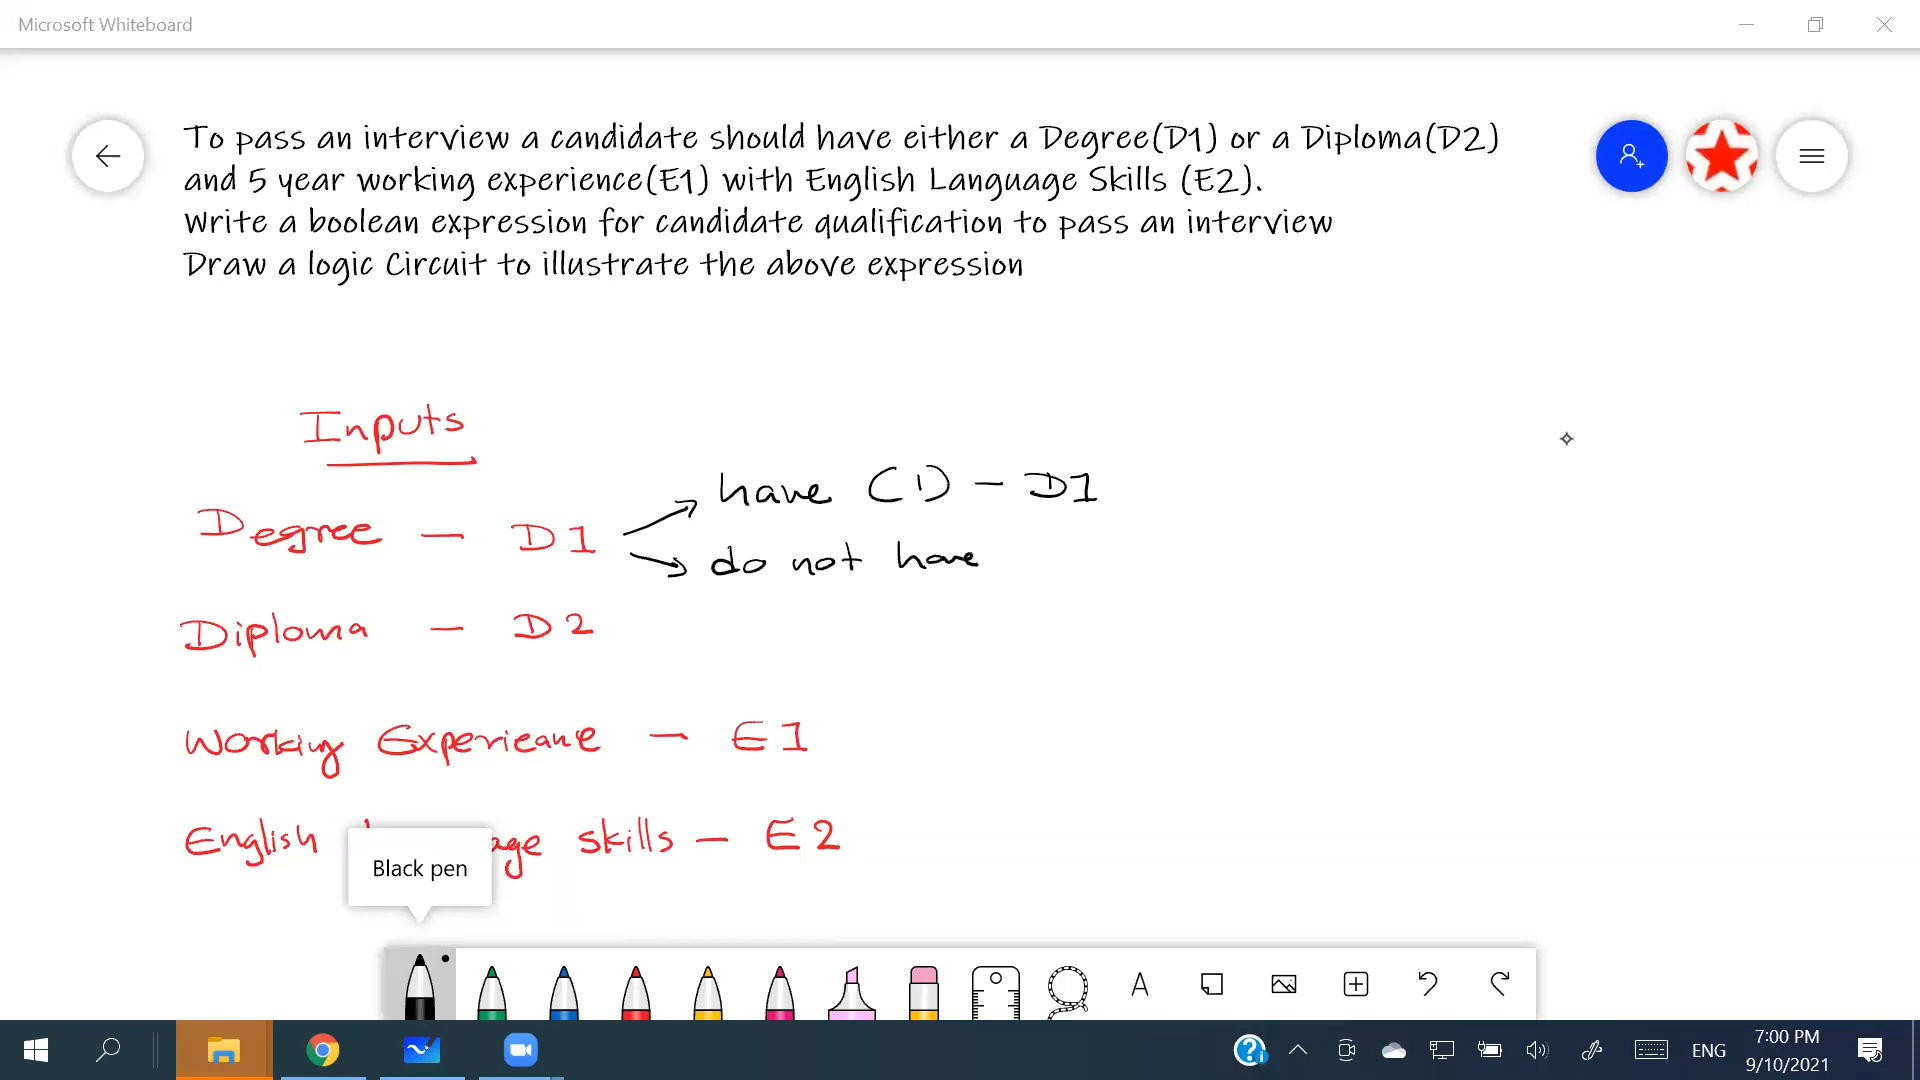 Microsoft Whiteboard
To pass an interview a candidate should have either a Degree(D1) or a Diploma(D2)
and 5 year working experience(E1) with English Language Skills (E2).
Write a boolean expression for candidate qualification to pass an interview
Draw a logic Circuit to illustrate the above expression
Inputs
have (1) - D1
Degree - D1
do not have
Diploma - D2
Working Experieance - E1
English age skills - E2
Black pen
A
ENG
7:00 PM
9/10/2021